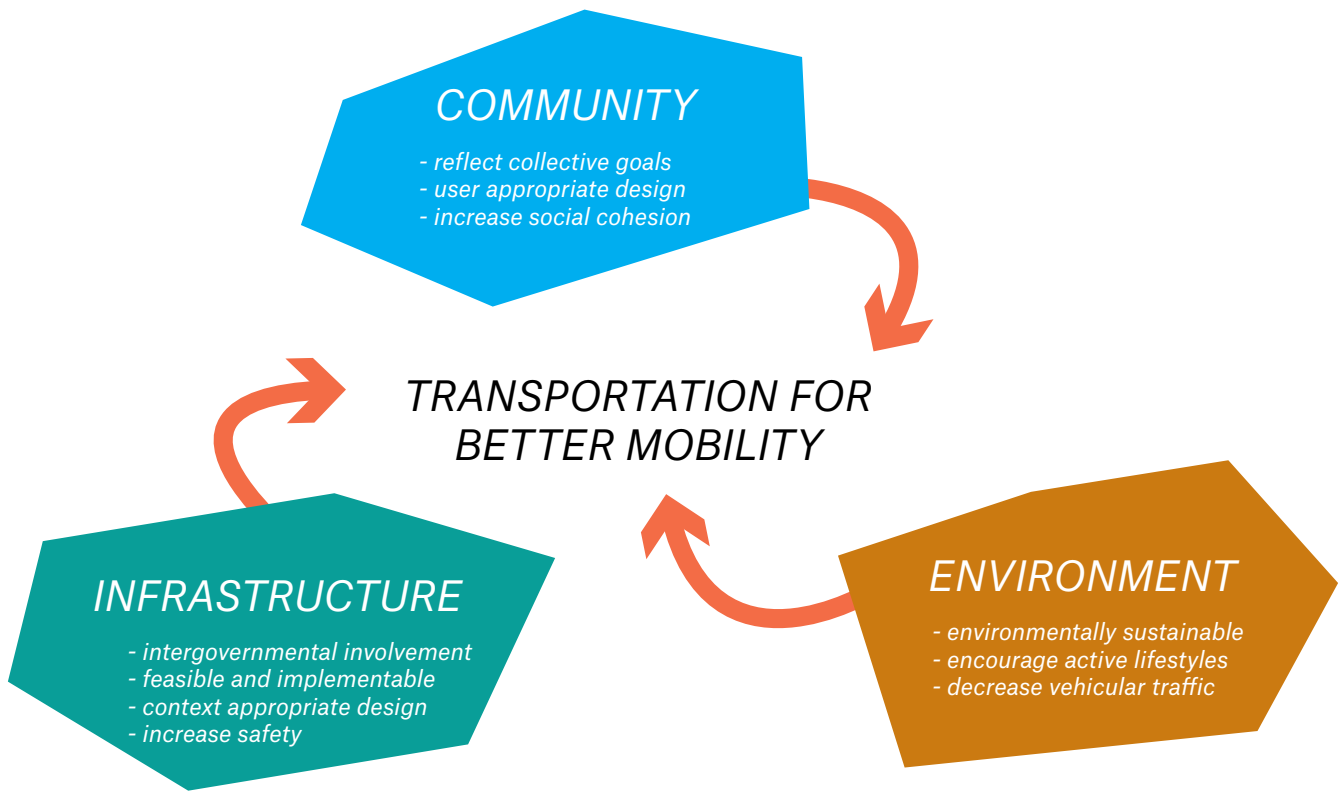 COMMUNITY
- reflect collective goals
- user appropriate design
- increase social cohesion
TRANSPORTATION FOR
BETTER MOBILITY
INFRASTRUCTURE
- intergovernmental involvement
- feasible and implementable
- context appropriate design
- increase safety
ENVIRONMENT
- environmentally sustainable
- encourage active lifestyles
- decrease vehicular traffic